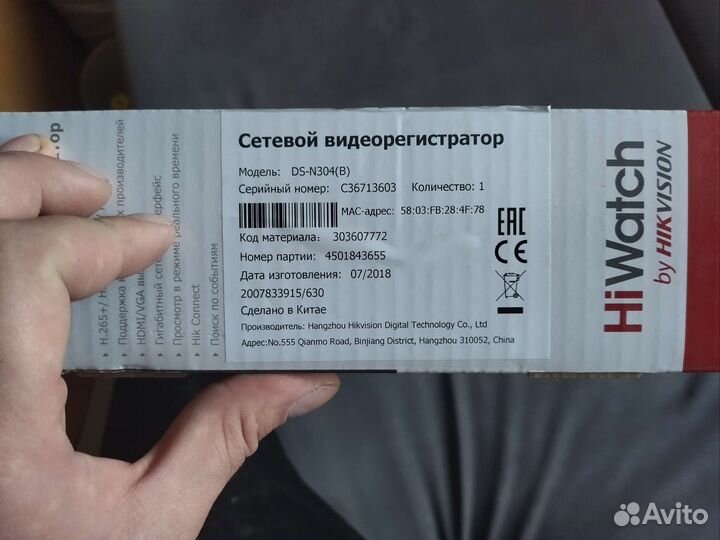 Сетевой видеорегистратор
Модель: DS-N304(B)
Серийный номер: C36713603 Количество: 1
MAC-адрес: 58:03:FB:28:4F:78
Код материала: 303607772
Номер партии: 4501843655
Дата изготовления: 07/2018
2007833915/630
Сделано в Китае
Производитель: Hangzhou Hikvision Digital Technology Co., Ltd
Адрес:No.555 Qianmo Road, Binjiang District, Hangzhou 310052, China
EAC
CE
HiWatch
by HIKVISION
H.265+/
Поддержка производителей
HDMI/VGA
Гигабитный
Просмотр в режиме реального времени
Hik Connect
Поиск по событиям
Avito